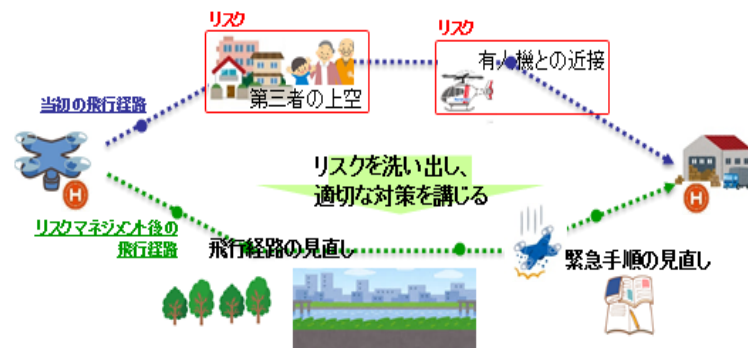 リスク
リスク
有人機との近接
第三者の上空
当初の飛行経路
H
リスクを洗い出し、
適切な対策を講じる
H
リスクマネジメント後の
飛行経路
飛行経路の見直し
緊急手順の見直し